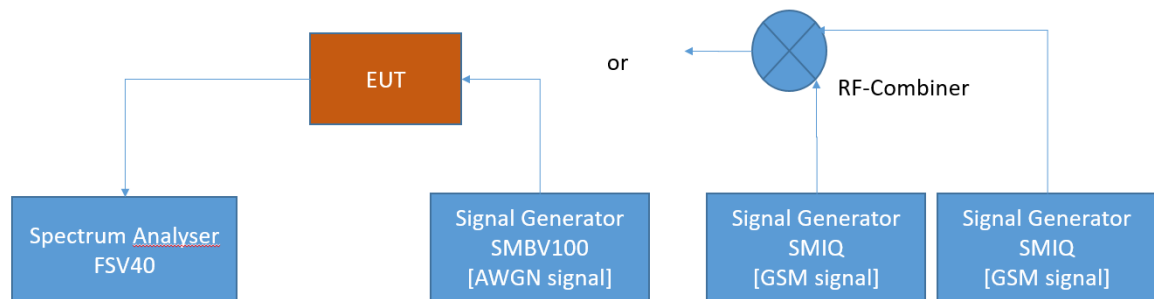 EUT
or
RF-Combiner
Spectrum Analyser
FSV40
Signal Generator
SMBV100
[AWGN signal]
Signal Generator
SMIQ
[GSM signal]
Signal Generator
SMIQ
[GSM signal]